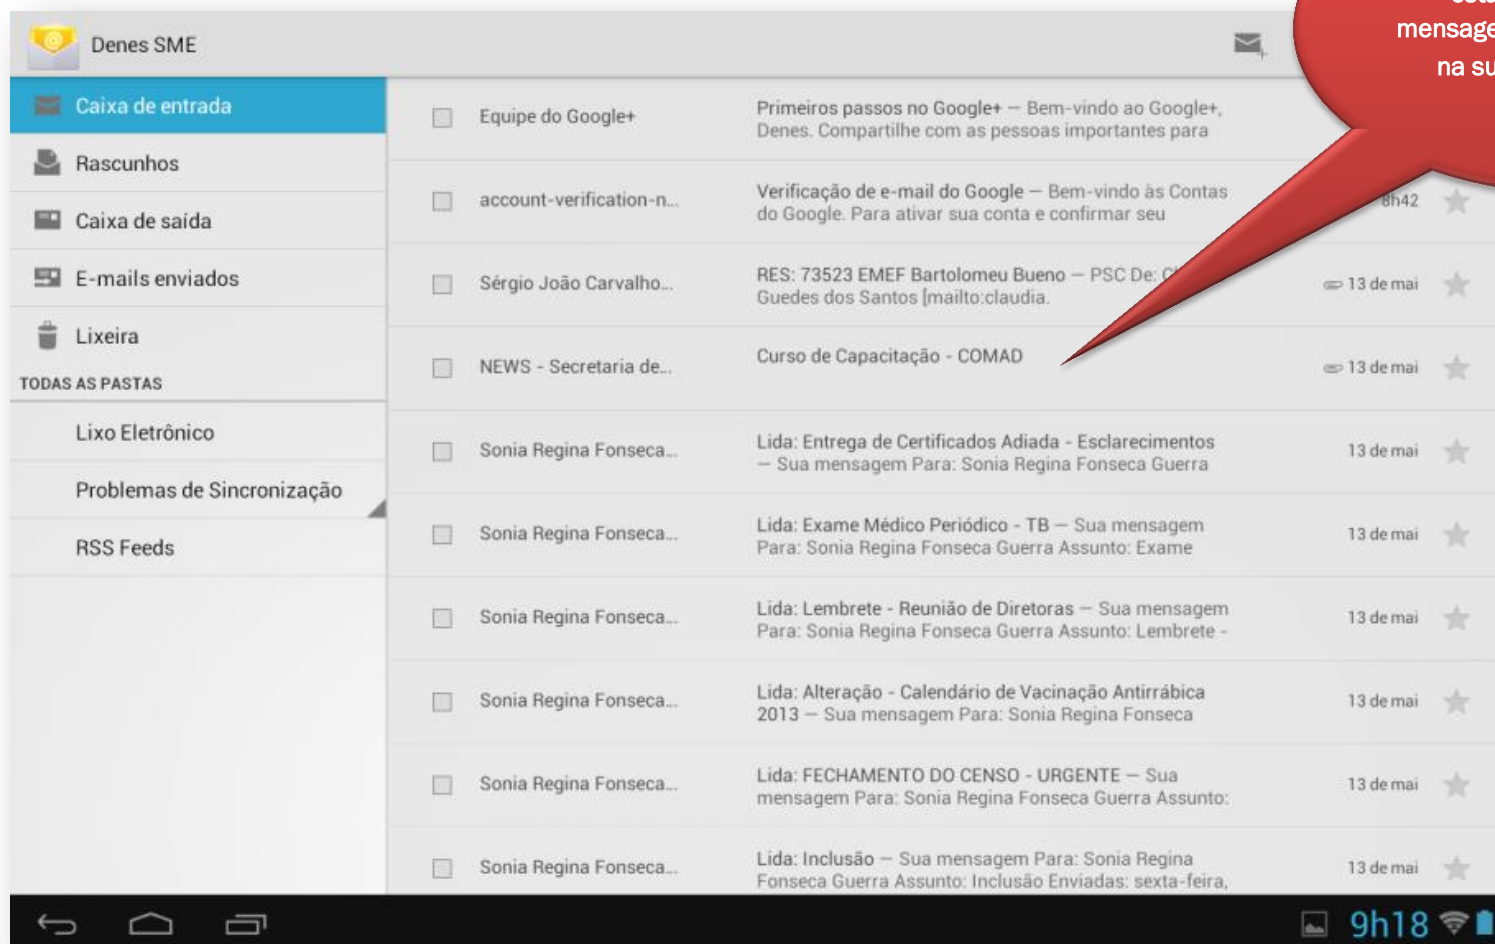 mensage
na su
Denes SME
Caixa de entrada
Rascunhos
Caixa de saída
E-mails enviados
Lixeira
TODAS AS PASTAS
Lixo Eletrônico
Problemas de Sincronização
RSS Feeds
Equipe do Google+
Primeiros passos no Google+ — Bem-vindo ao Google+,
Denes. Compartilhe com as pessoas importantes para
account-verification-n...
Verificação de e-mail do Google — Bem-vindo às Contas
do Google. Para ativar sua conta e confirmar seu
8h42
Sérgio João Carvalho...
RES: 73523 EMEF Bartolomeu Bueno — PSC De:
Guedes dos Santos [mailto:claudia.
13 de mai
NEWS - Secretaria de...
Curso de Capacitação - COMAD
13 de mai
Sonia Regina Fonseca...
Lida: Entrega de Certificados Adiada - Esclarecimentos
— Sua mensagem Para: Sonia Regina Fonseca Guerra
13 de mai
Sonia Regina Fonseca...
Lida: Exame Médico Periódico - TB — Sua mensagem
Para: Sonia Regina Fonseca Guerra Assunto: Exame
13 de mai
Sonia Regina Fonseca...
Lida: Lembrete - Reunião de Diretoras — Sua mensagem
Para: Sonia Regina Fonseca Guerra Assunto: Lembrete -
13 de mai
Sonia Regina Fonseca...
Lida: Alteração - Calendário de Vacinação Antirrábica
2013 — Sua mensagem Para: Sonia Regina Fonseca
13 de mai
Sonia Regina Fonseca...
Lida: FECHAMENTO DO CENSO - URGENTE — Sua
mensagem Para: Sonia Regina Fonseca Guerra Assunto:
13 de mai
Sonia Regina Fonseca...
Lida: Inclusão — Sua mensagem Para: Sonia Regina
Fonseca Guerra Assunto: Inclusão Enviadas: sexta-feira,
13 de mai
9h18